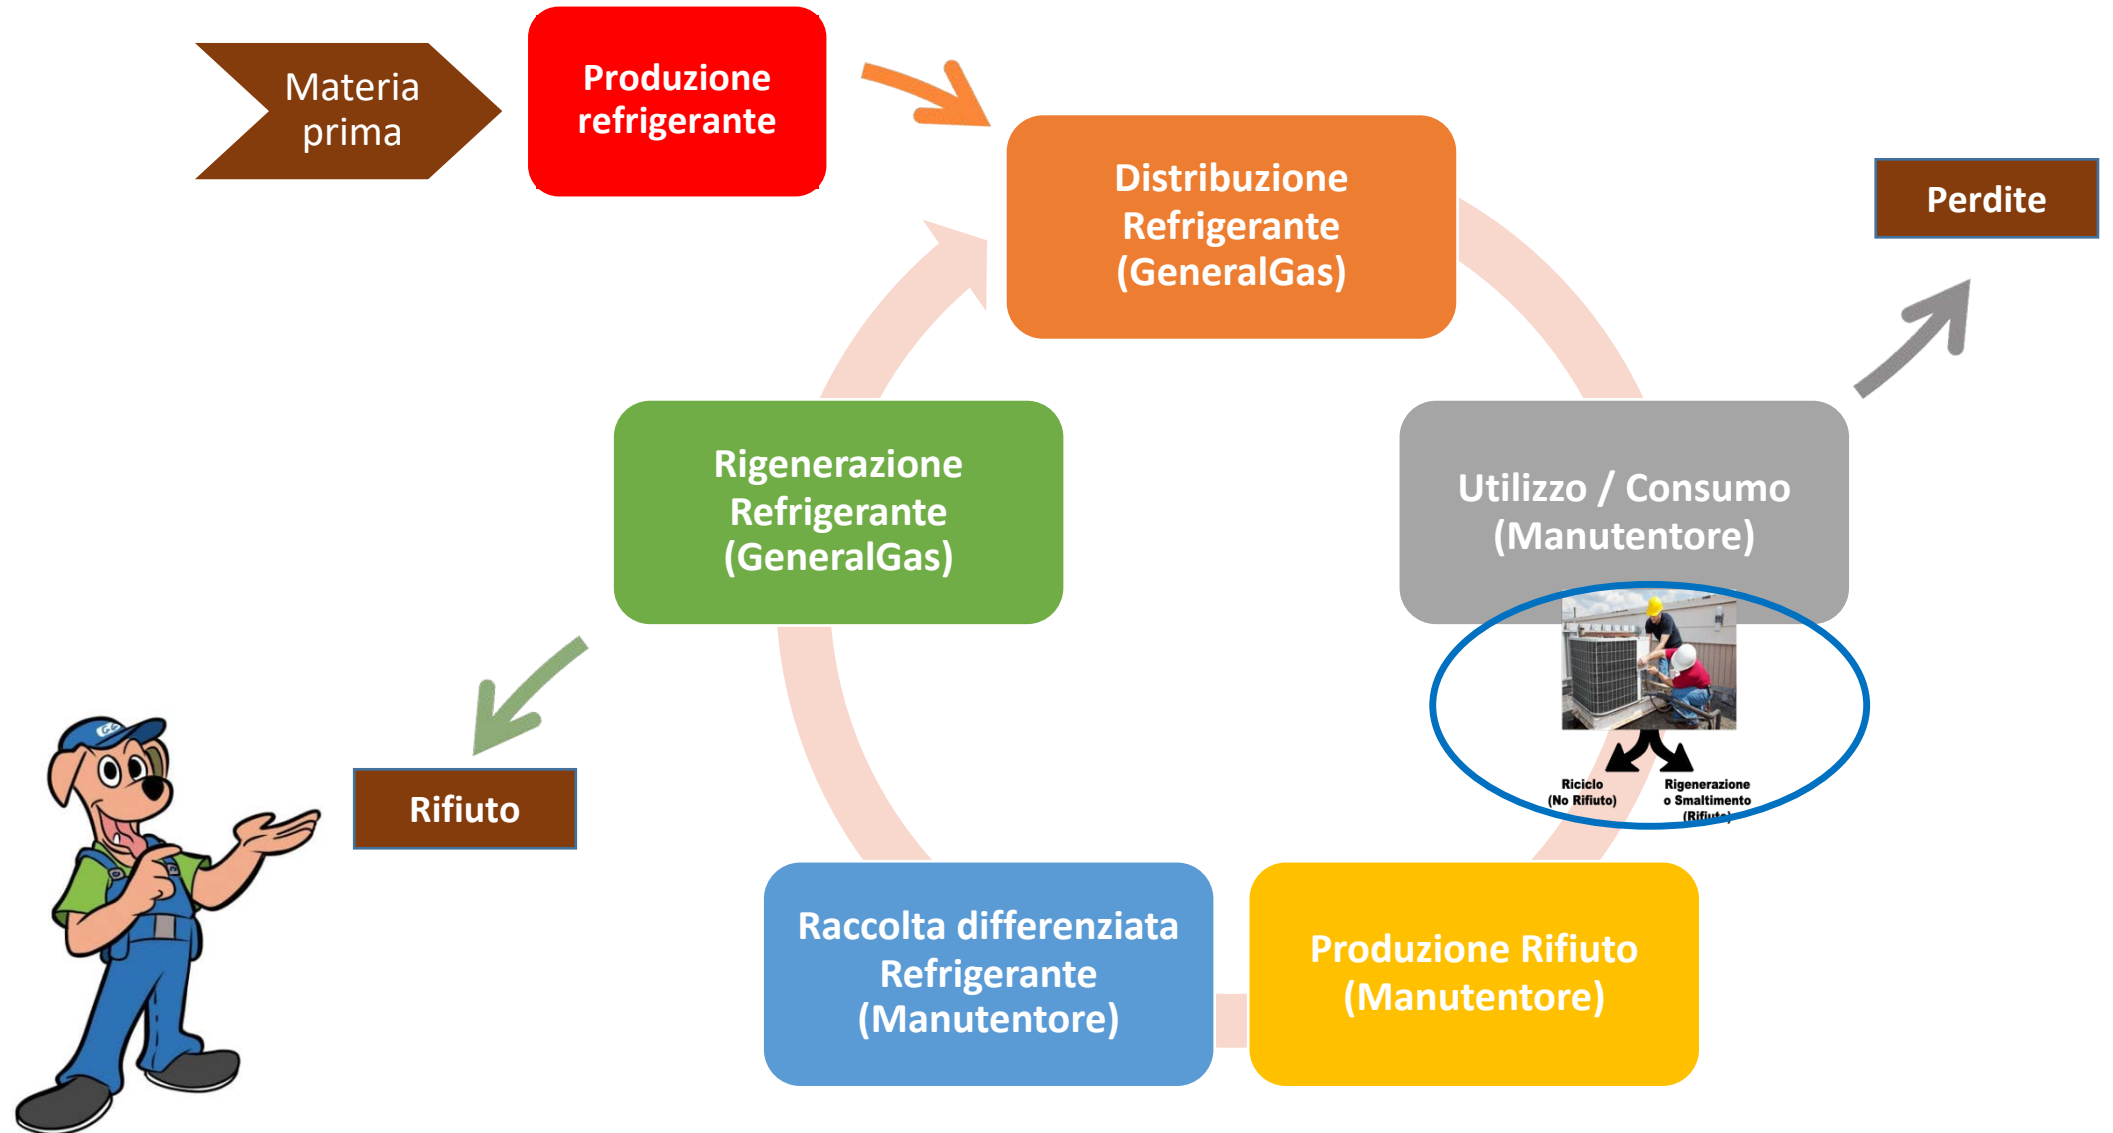 Materia
prima
Produzione
refrigerante
Distribuzione
Refrigerante
(GeneralGas)
Perdite
Rigenerazione
Refrigerante
(GeneralGas)
Utilizzo / Consumo
(Manutentore)
Riciclo
(No Rifiuto)
Rigenerazione
o Smaltimento
(Rifiuto)
Rifiuto
Raccolta differenziata
Refrigerante
(Manutentore)
Produzione Rifiuto
(Manutentore)